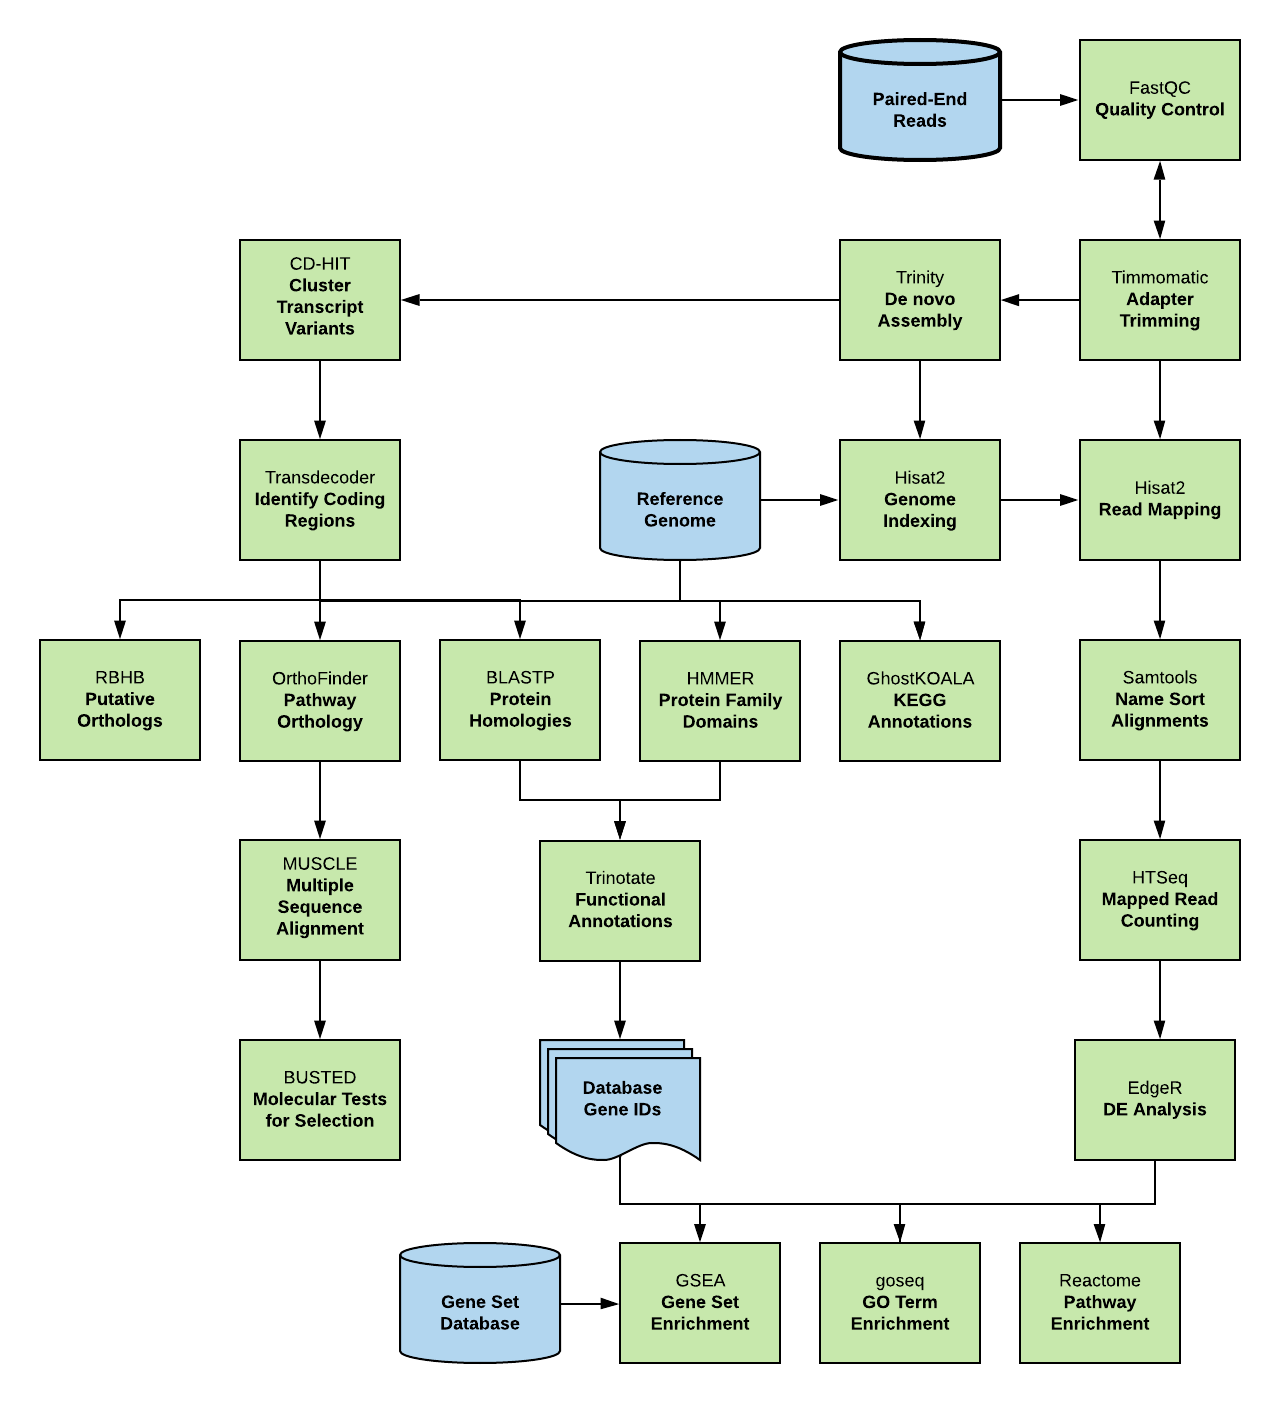 Paired-End
Reads
FastQC
Quality Control
CD-HIT
Cluster
Transcript
Variants
Trinity
De novo
Assembly
Timmomatic
Adapter
Trimming
Transdecoder
Identify Coding
Regions
Reference
Genome
Hisat2
Genome
Indexing
Hisat2
Read Mapping
RBHB
Putative
Orthologs
OrthoFinder
Pathway
Orthology
BLASTP
Protein
Homologies
HMMER
Protein Family
Domains
GhostKOALA
KEGG
Annotations
Samtools
Name Sort
Alignments
MUSCLE
Multiple
Sequence
Alignment
Trinotate
Functional
Annotations
HTSeq
Mapped Read
Counting
BUSTED
Molecular Tests
for Selection
Database
Gene IDs
EdgeR
DE Analysis
Gene Set
Database
GSEA
Gene Set
Enrichment
goseq
GO Term
Enrichment
Reactome
Pathway
Enrichment